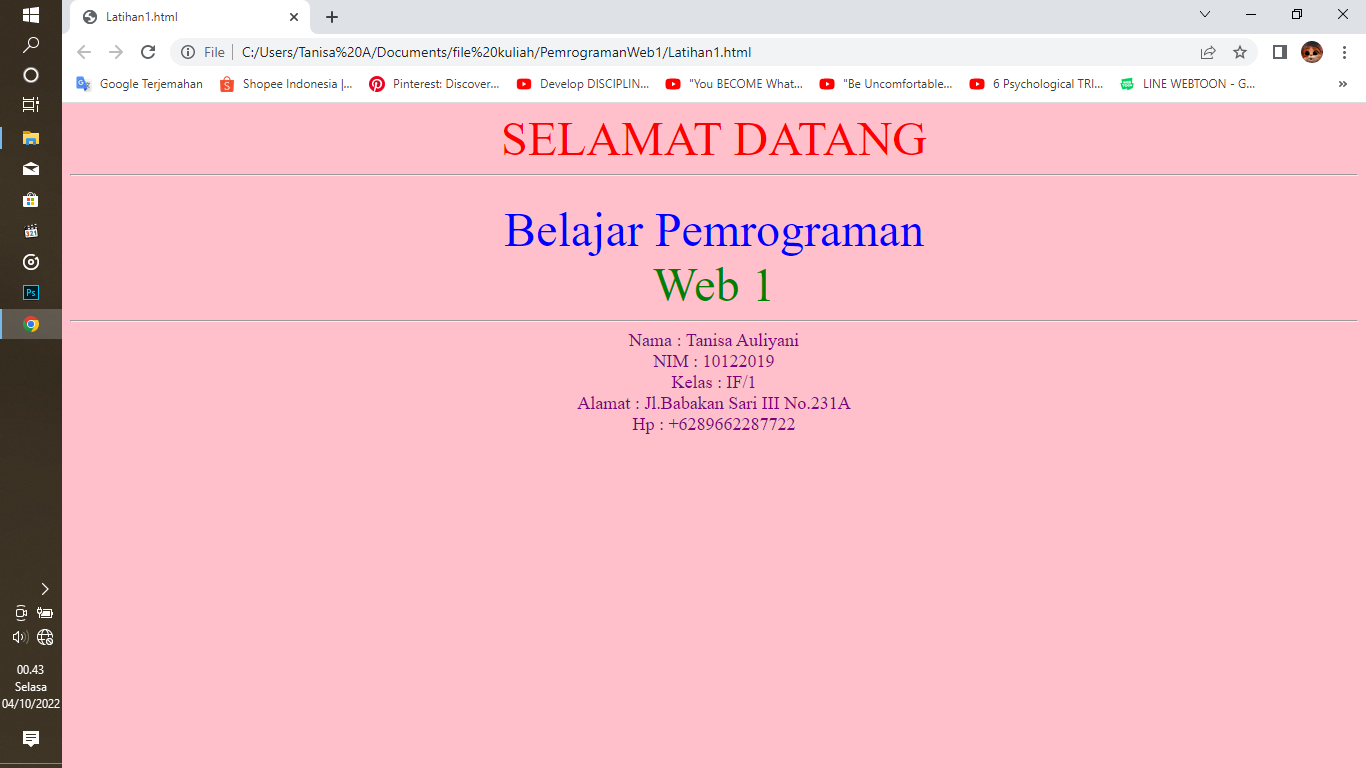 Latihan1.html
File
C:/Users/Tanisa%20A/Documents/file%20kuliah/PemrogramanWeb1/Latihan1.html
Google Terjemahan
Shopee Indonesia |...
Pinterest: Discover...
Develop DISCIPLIN...
"You BECOME What...
"Be Uncomfortable...
6 Psychological TRI...
LINE WEBTOON - G...
SELAMAT DATANG
Belajar Pemrograman
Web 1
Nama : Tanisa Auliyani
NIM : 10122019
Kelas : IF/1
Alamat : Jl.Babakan Sari III No.231A
Hp : +6289662287722
Ps
00.43
Selasa
04/10/2022